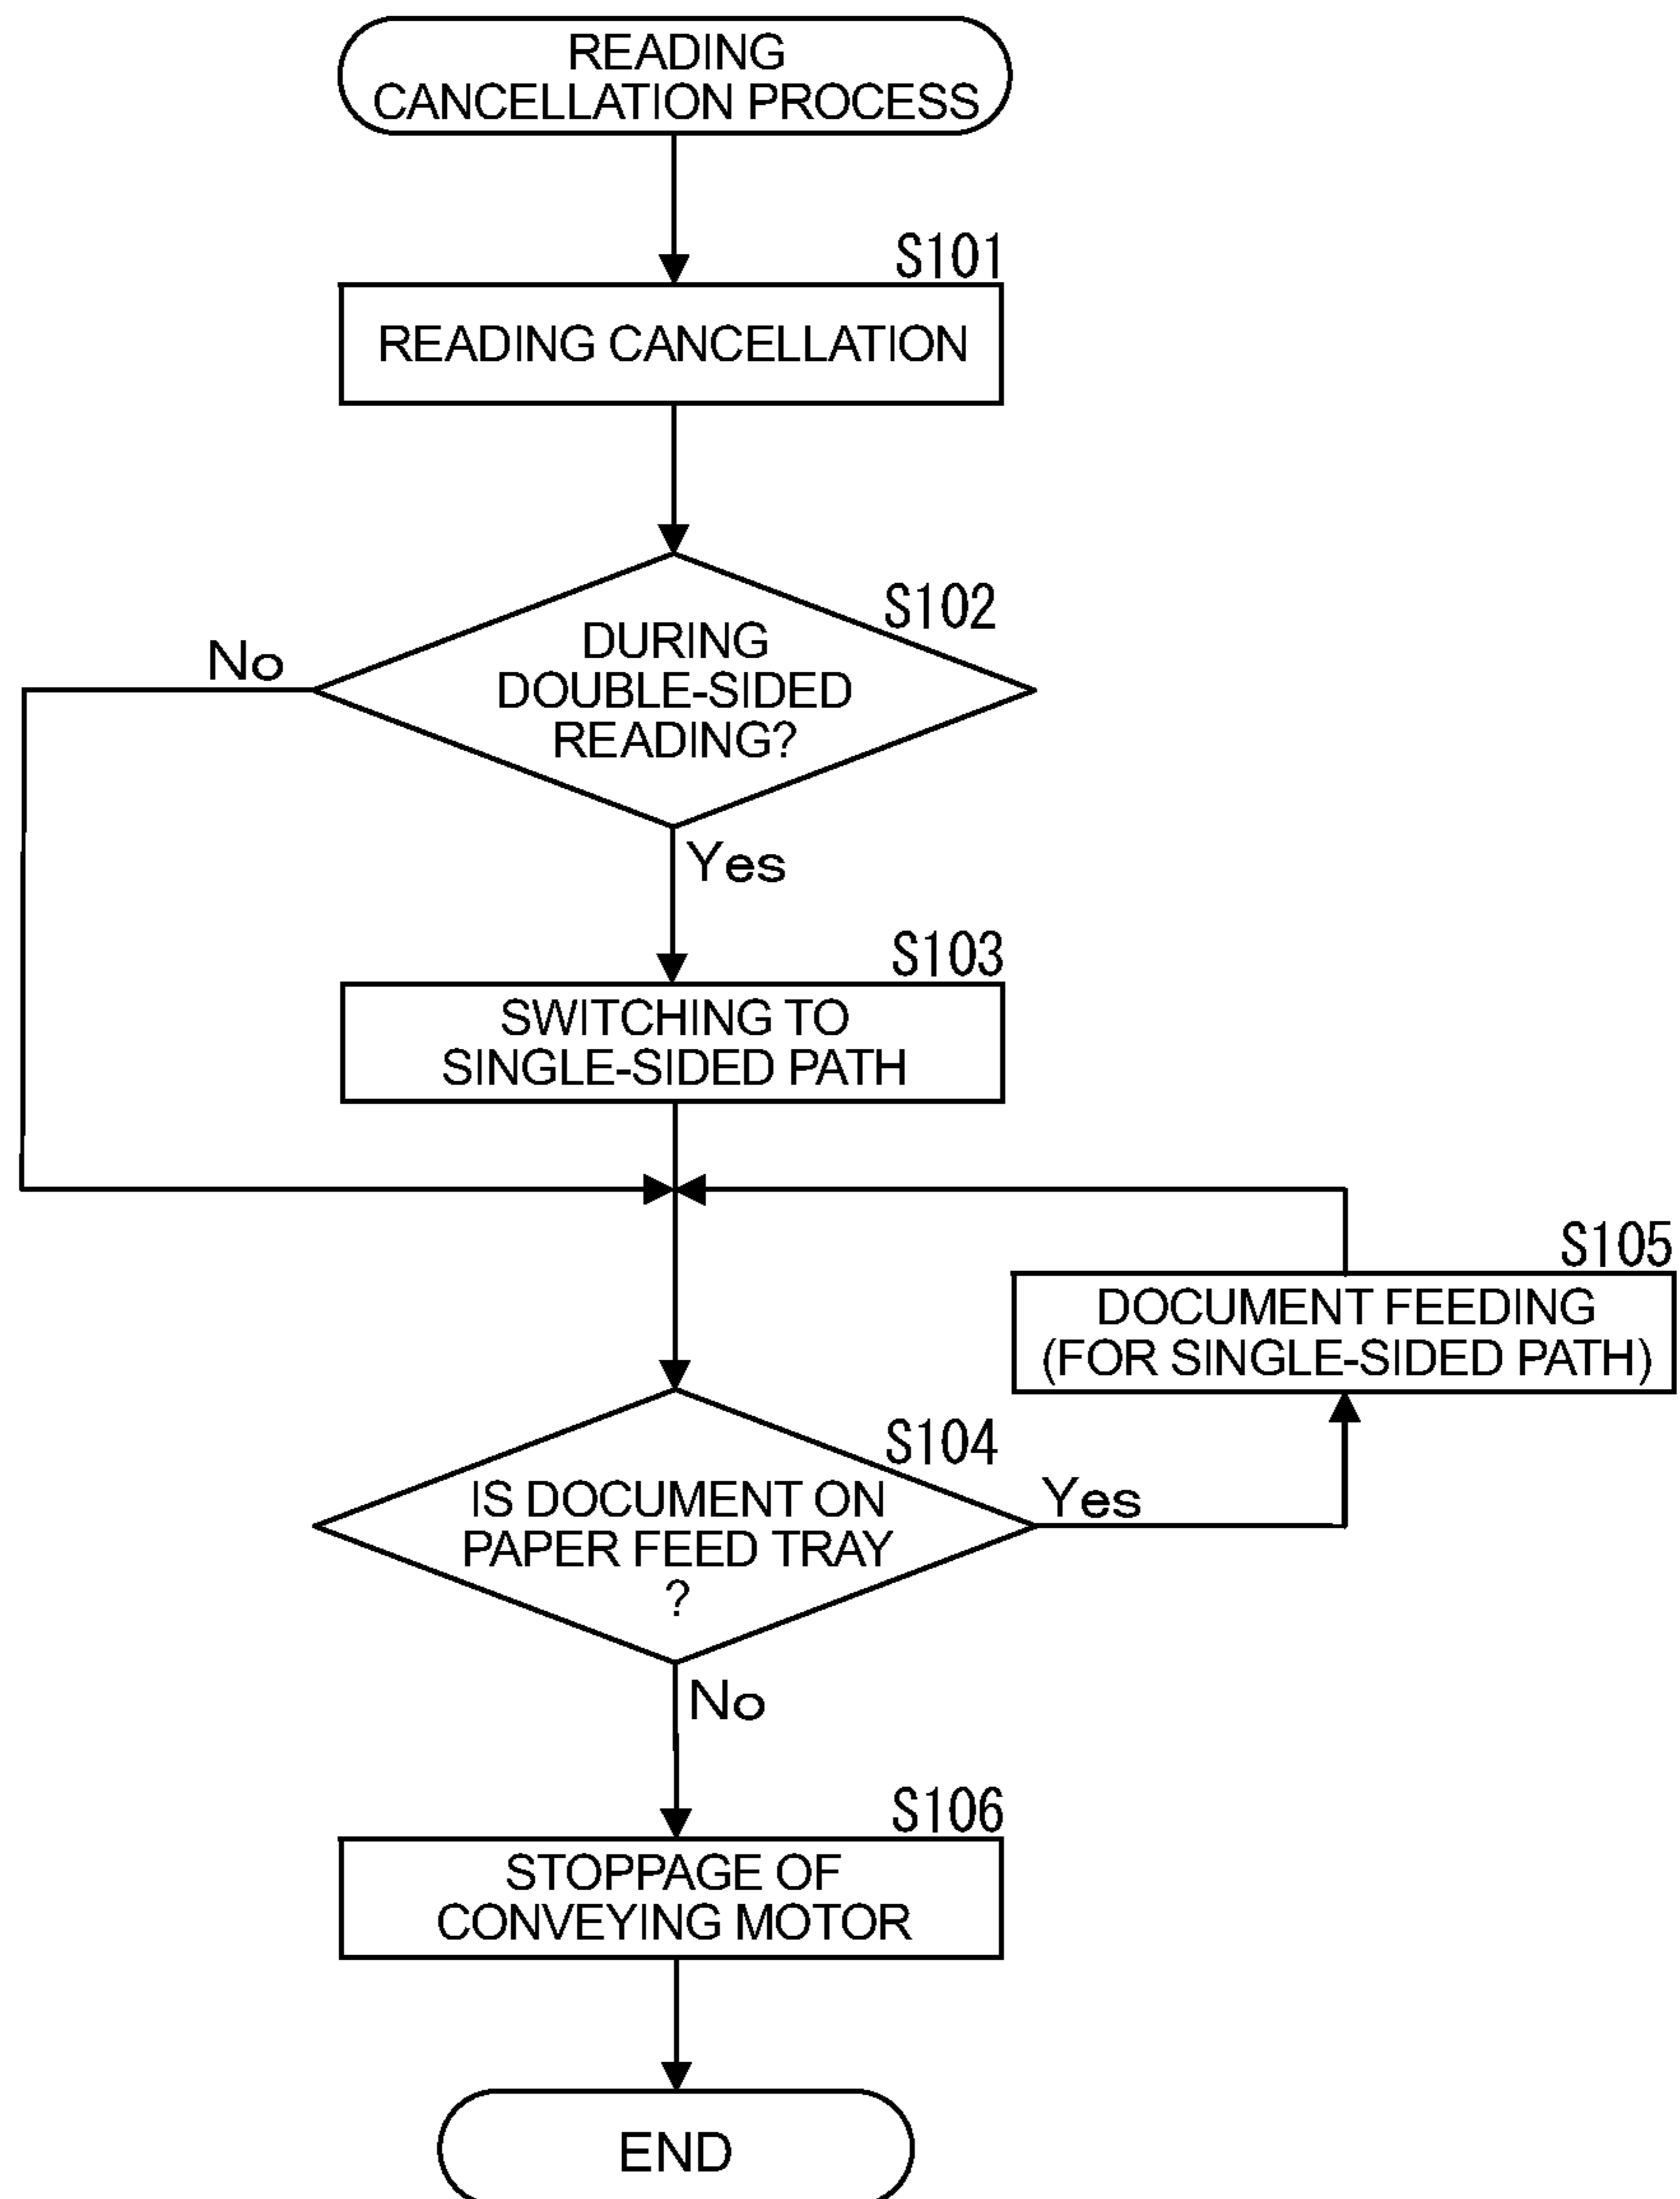 READING
CANCELLATION PROCESS
S101
READING CANCELLATION
S102
DURING
DOUBLE-SIDED
READING?
No
Yes
S103
SWITCHING TO
SINGLE-SIDED PATH
S105
DOCUMENT FEEDING
(FOR SINGLE-SIDED PATH)
S104
IS DOCUMENT ON
PAPER FEED TRAY
?
Yes
No
S106
STOPPAGE OF
CONVEYING MOTOR
END